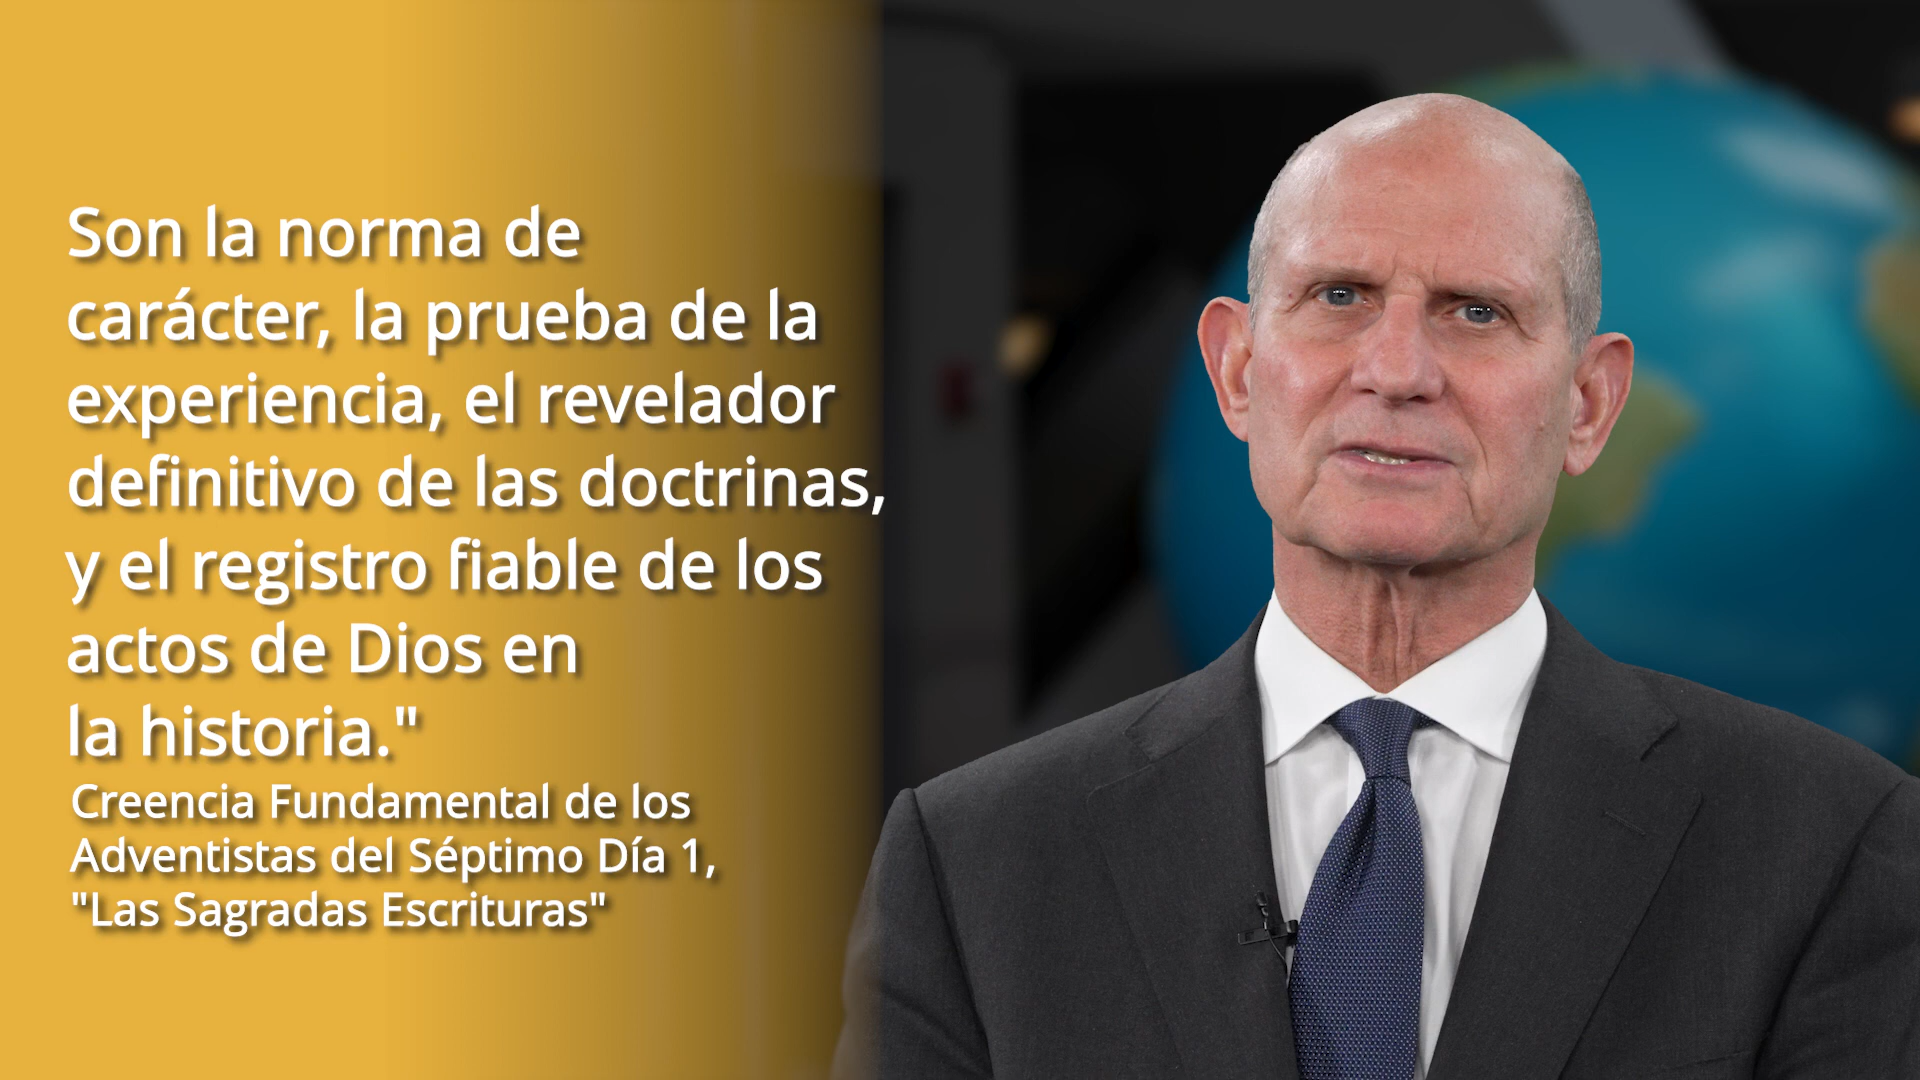 Son la norma de
carácter, la prueba de la
experiencia, el revelador
definitivo de las doctrinas,
y el registro fiable de los
actos de Dios en
la historia."
Creencia Fundamental de los
Adventistas del Séptimo Día 1,
"Las Sagradas Escrituras"